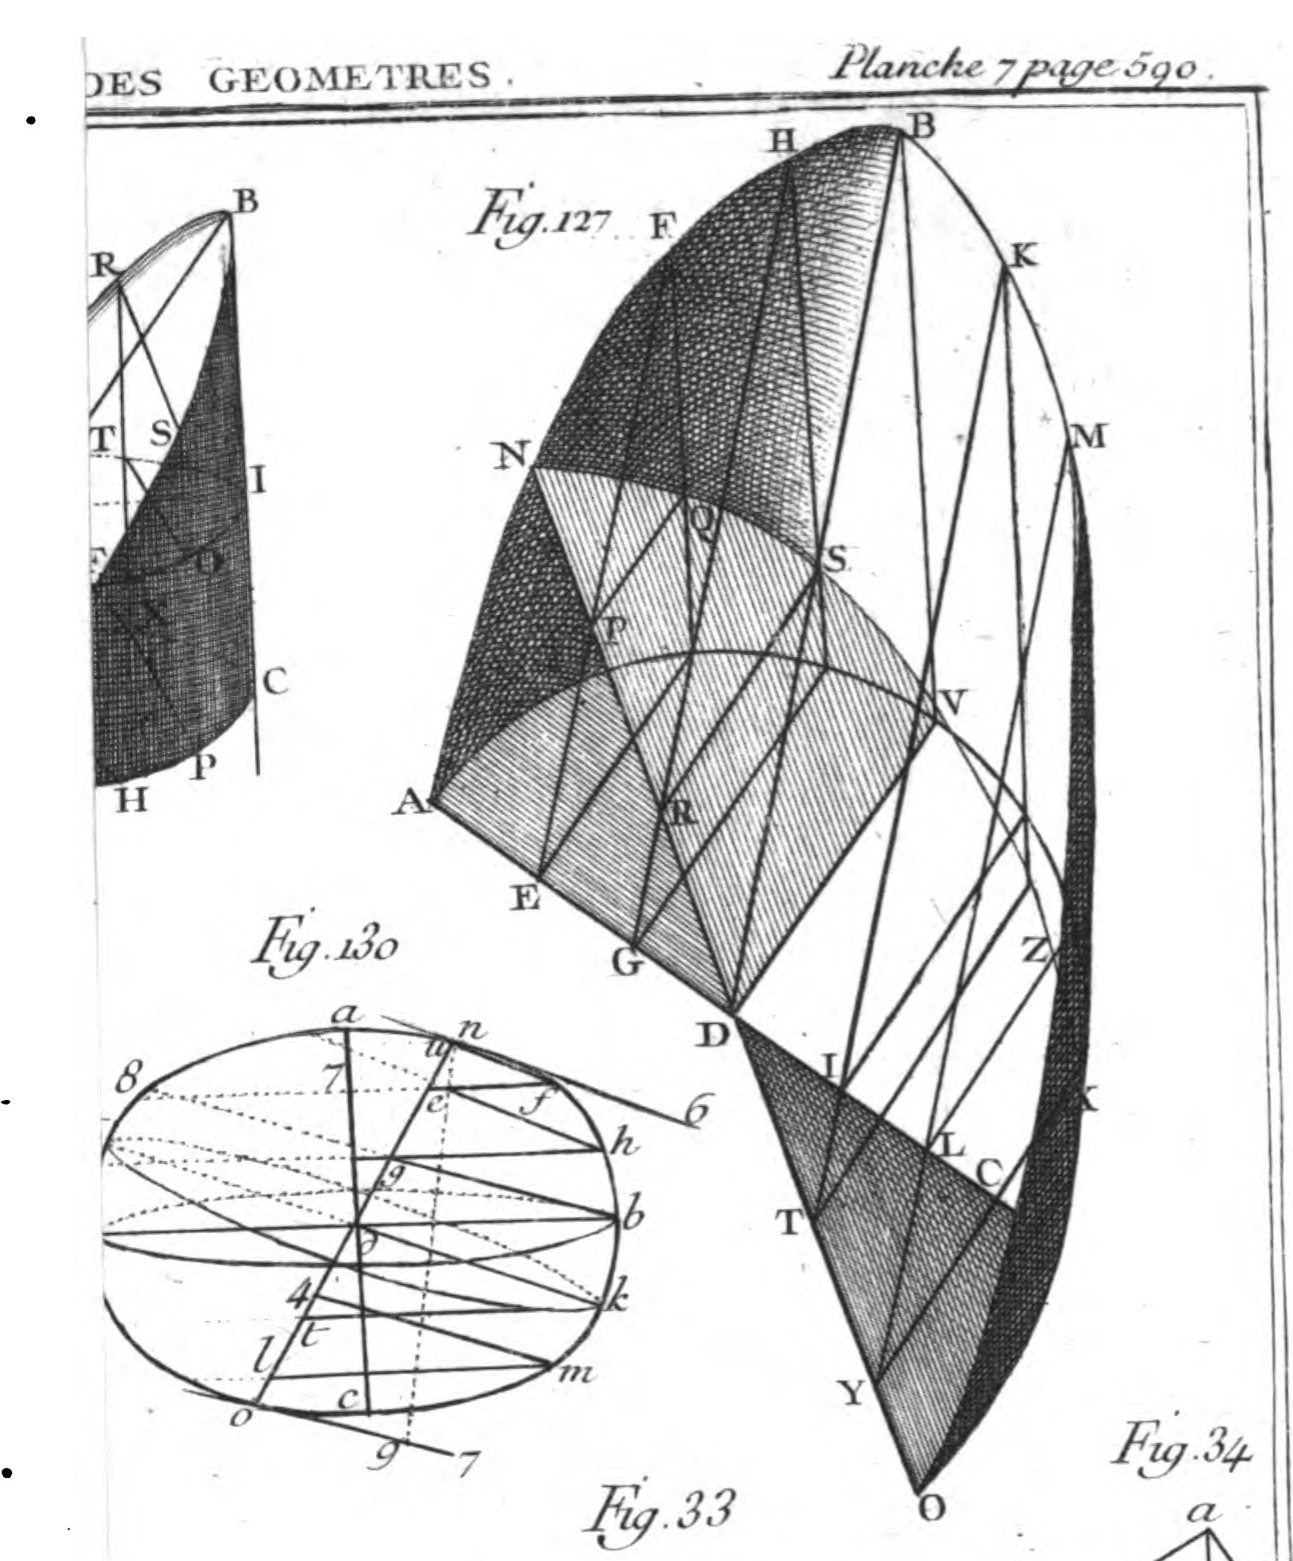 DES GEOMETRES. Planche 7 page 590.
Fig. 127
H B
F
K
N M
Q
S
P
V
A R
E
G Z
D
I
X
L
C
T
Y
O
B
R
T S
I
F O
X
C
P
H
Fig. 130
a n
u
8 7
e f 6
h
g
b
d
4 k
t
l
m
c
o
9 7
Fig. 33
Fig. 34
a